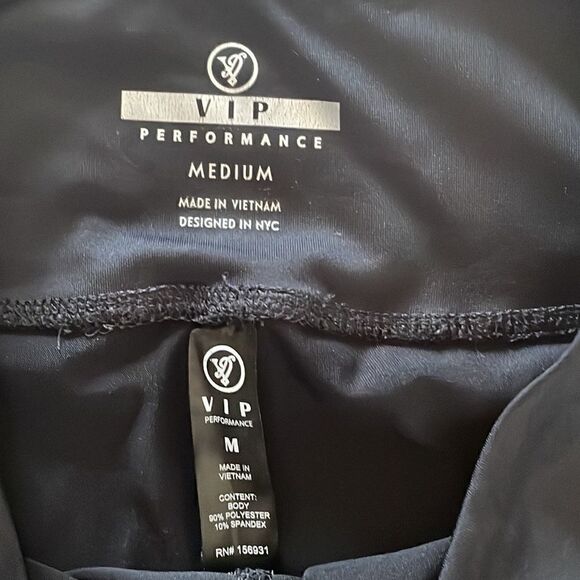 VIP
PERFORMANCE
MEDIUM
MADE IN VIETNAM
DESIGNED IN NYC
VIP
PERFORMANCE
M
MADE IN
VIETNAM
CONTENT:
BODY
90% POLYESTER
10% SPANDEX
RN# 156931